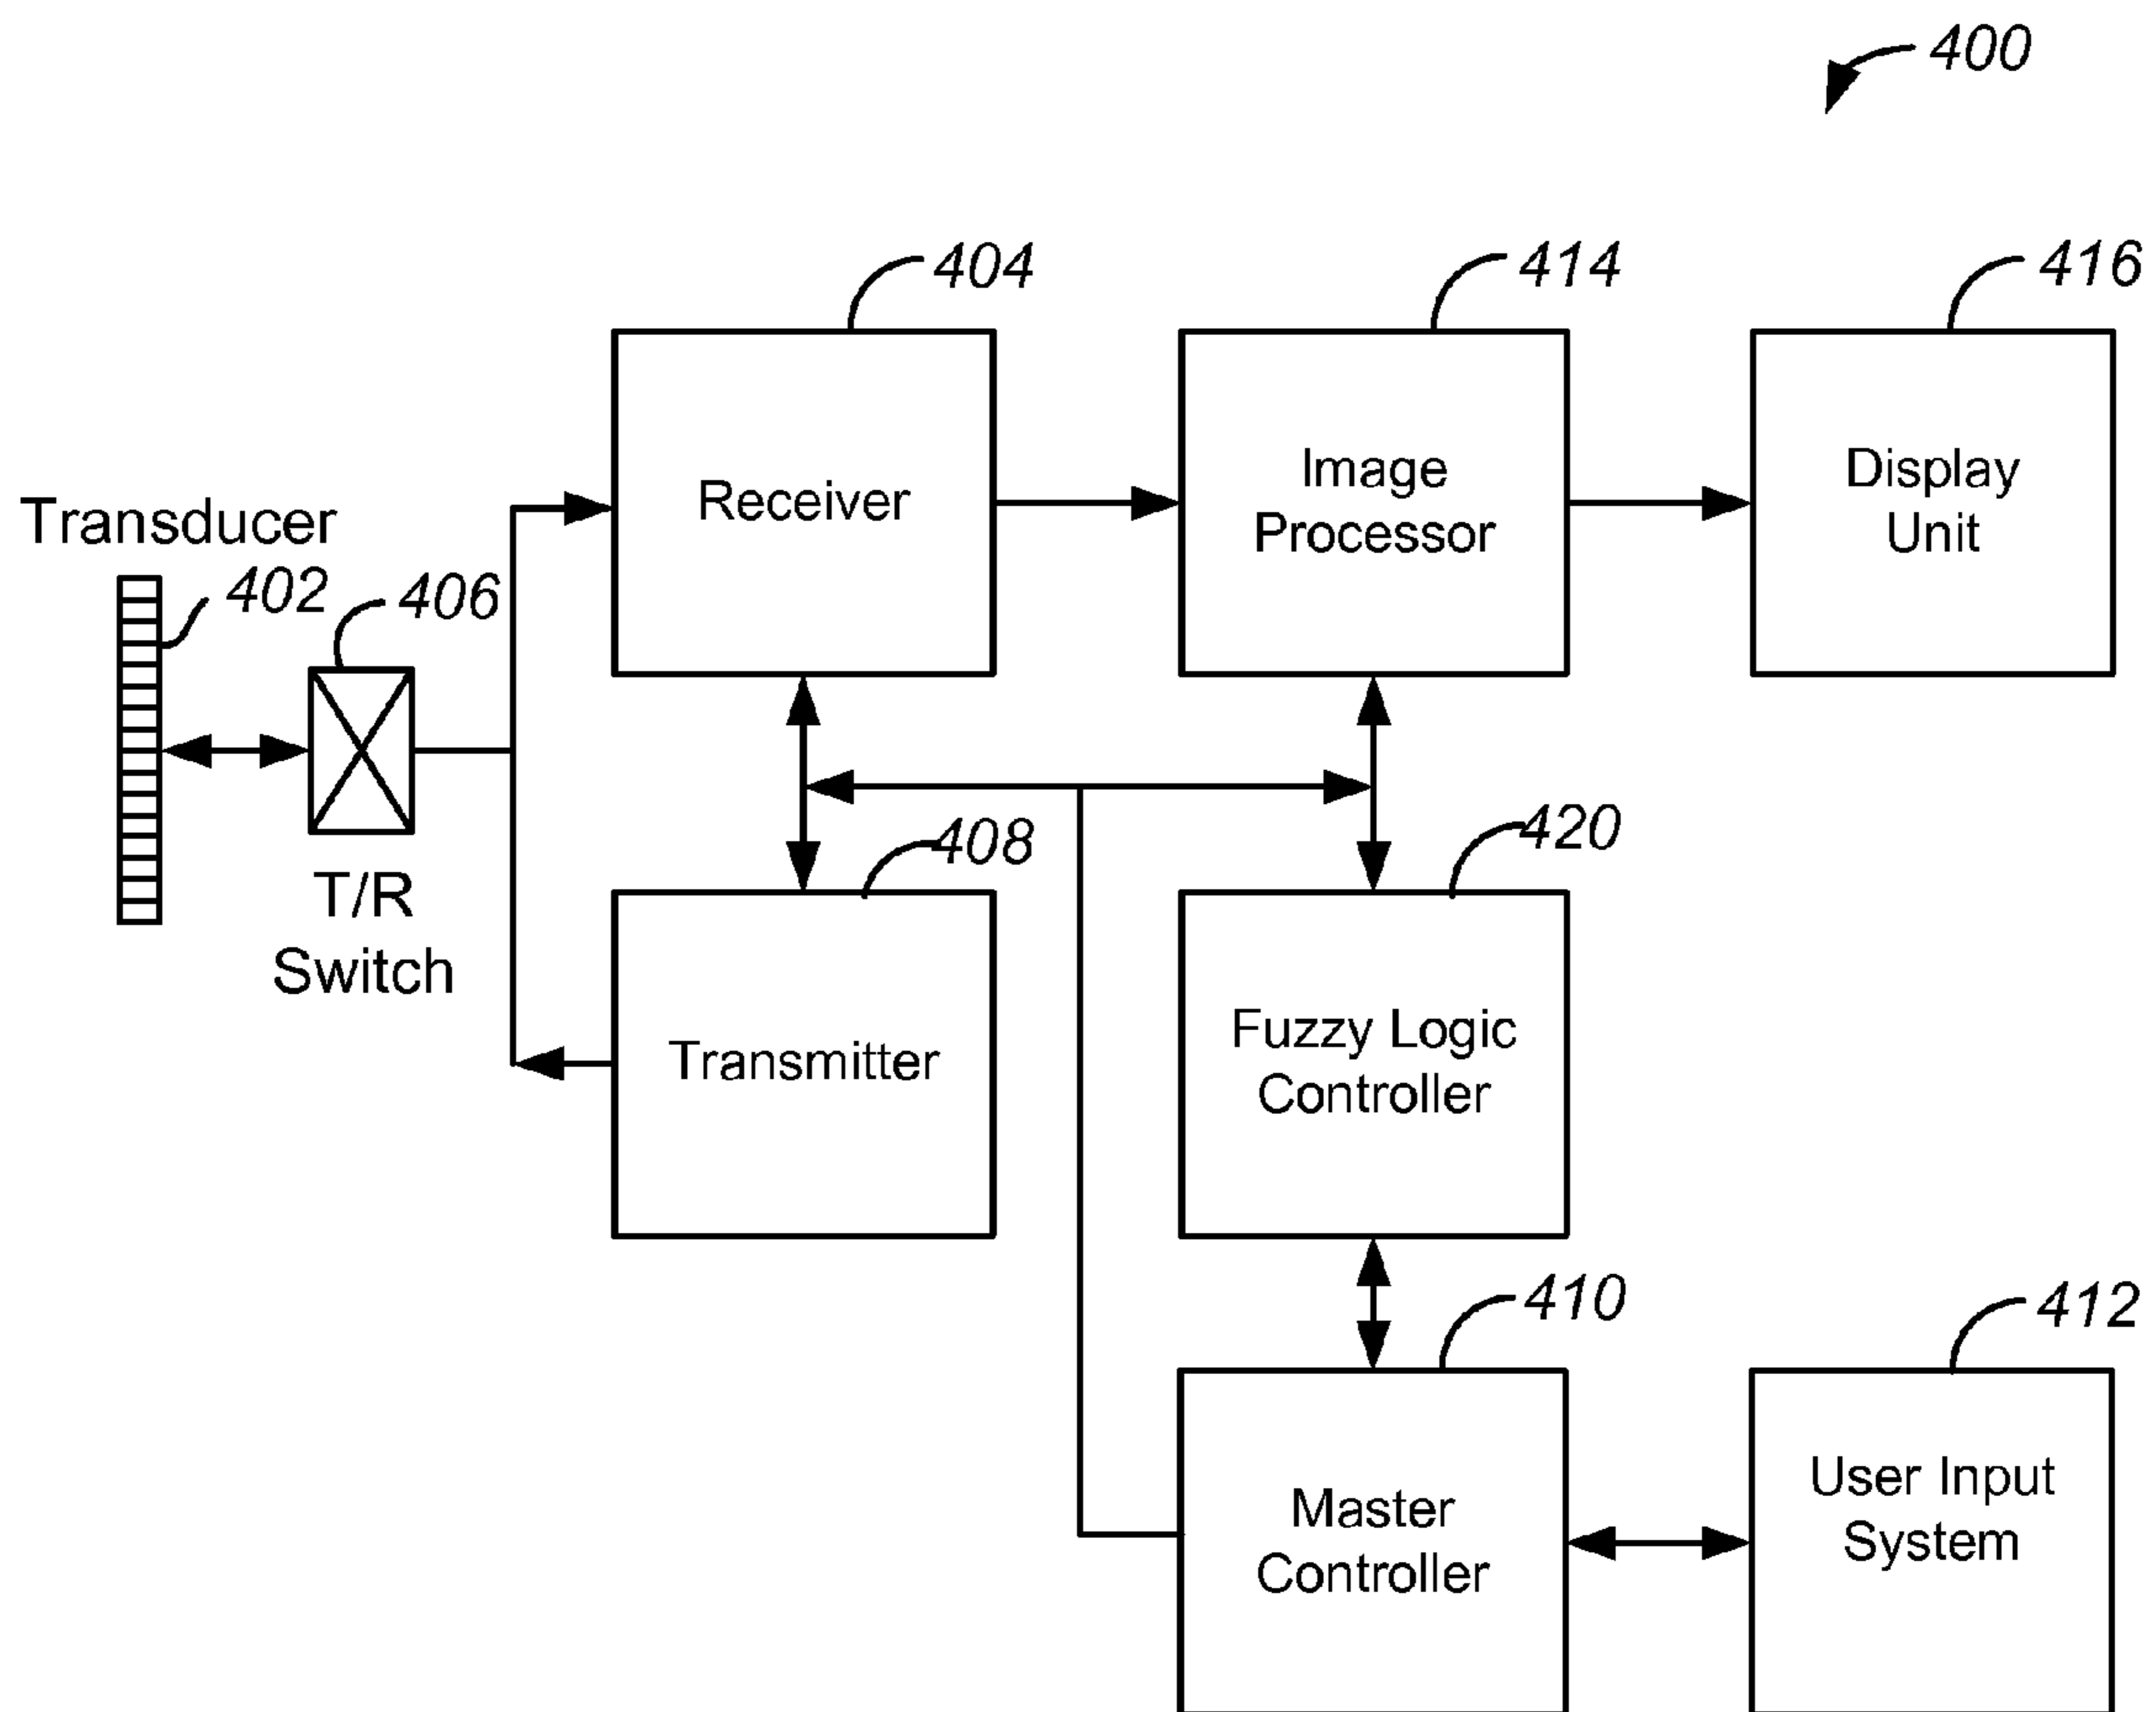 400
404
414
416
Receiver
Image
Processor
Display
Unit
Transducer
402
406
T/R
Switch
408
420
Transmitter
Fuzzy Logic
Controller
410
412
Master
Controller
User Input
System